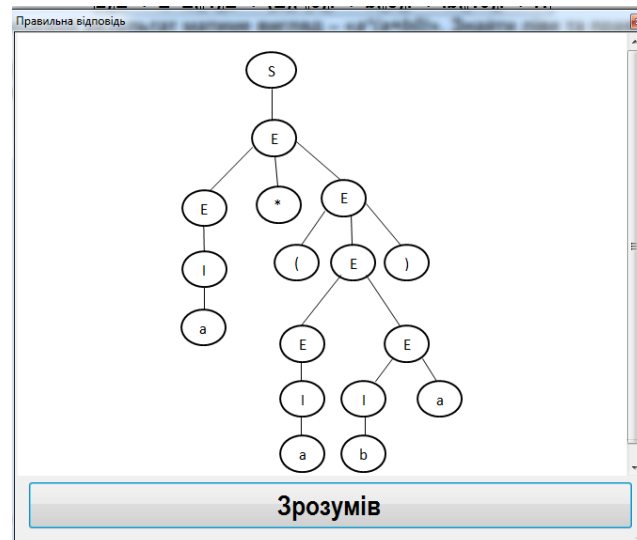 Правильна відповідь
S
E
E * E
( E )
I
a
E E
I I a
a b
Зрозумів